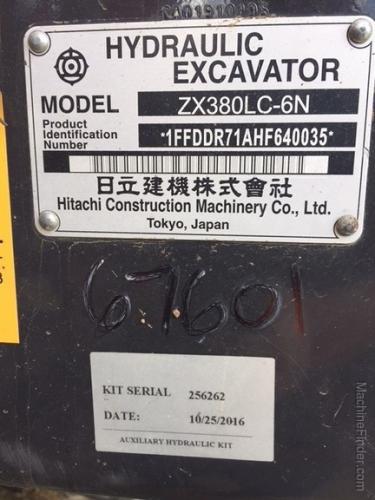 HYDRAULIC
EXCAVATOR
MODEL ZX380LC-6N
Product
Identification
Number *1FFDDR71AHF640035*
日立建機株式會社
Hitachi Construction Machinery Co., Ltd.
Tokyo, Japan
67601
KIT SERIAL 256262
DATE: 10/25/2016
AUXILIARY HYDRAULIC KIT
MachineFinder.com